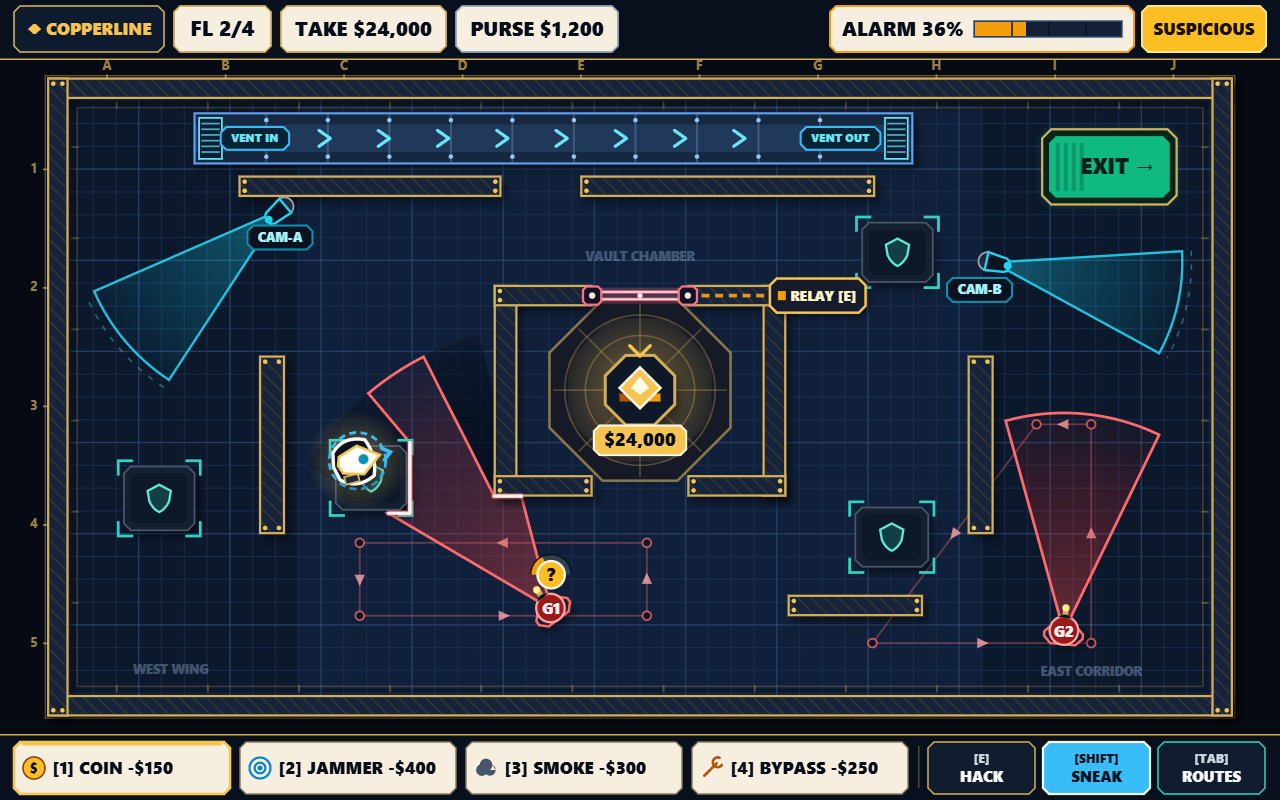 COPPERLINE
FL 2/4
TAKE $24,000
PURSE $1,200
ALARM 36%
SUSPICIOUS
A B C D E F G H I J
VENT IN
VENT OUT
1
EXIT →
CAM-A
VAULT CHAMBER
2
CAM-B
RELAY [E]
3
$24,000
4
?
G1
5
G2
WEST WING
EAST CORRIDOR
$ [1] COIN -$150
[2] JAMMER -$400
[3] SMOKE -$300
[4] BYPASS -$250
[E]
HACK
[SHIFT]
SNEAK
[TAB]
ROUTES